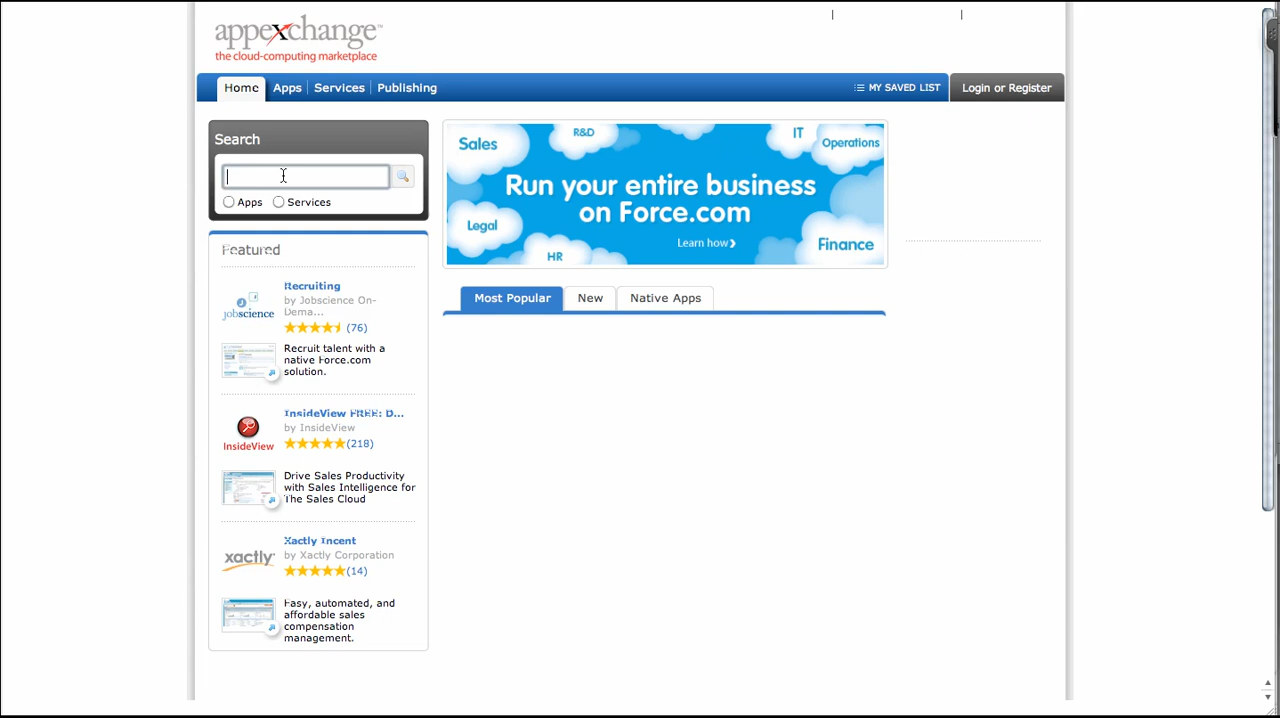 appexchange™
the cloud-computing marketplace
Home Apps Services Publishing MY SAVED LIST Login or Register
Search
Apps Services
Featured
jobscience
Recruiting
by Jobscience On-
Dema...
(76)
Recruit talent with a
native Force.com
solution.
InsideView
InsideView FREE: D...
by InsideView
(218)
Drive Sales Productivity
with Sales Intelligence for
The Sales Cloud
xactly
Xactly Incent
by Xactly Corporation
(14)
Easy, automated, and
affordable sales
compensation
management.
Sales R&D IT Operations
Run your entire business
on Force.com
Legal Learn how
HR Finance
Most Popular New Native Apps